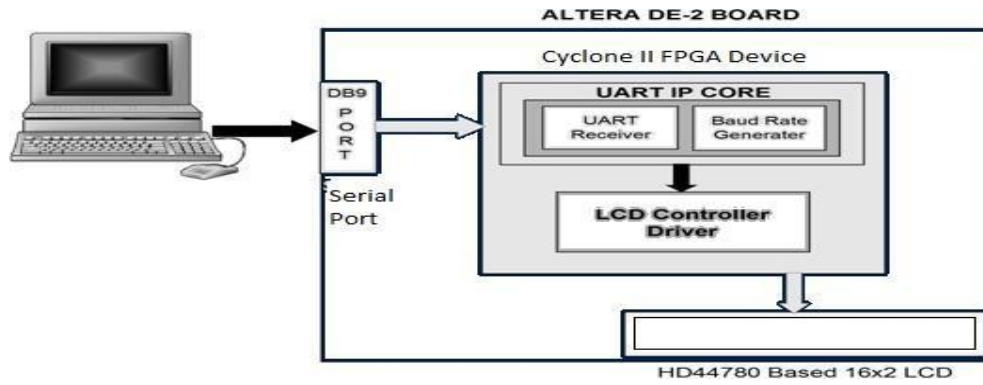 ALTERA DE-2 BOARD
Cyclone II FPGA Device
DB9
P
O
R
T
UART IP CORE
UART
Receiver
Baud Rate
Generater
Serial
Port
LCD Controller
Driver
HD44780 Based 16x2 LCD